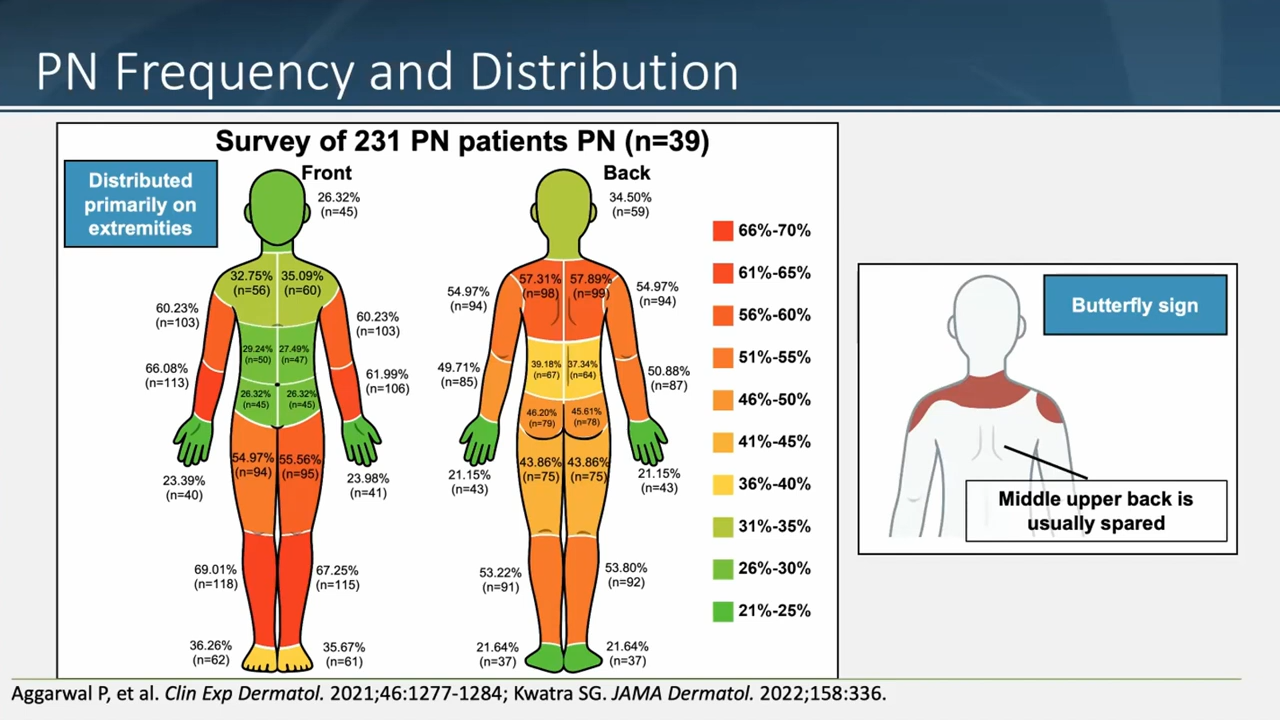 PN Frequency and Distribution
Survey of 231 PN patients PN (n=39)
Distributed
primarily on
extremities
Front
26.32%
(n=45)
32.75%
(n=56)
35.09%
(n=60)
60.23%
(n=103)
60.23%
(n=103)
29.24%
(n=50)
27.49%
(n=47)
66.08%
(n=113)
61.99%
(n=106)
26.32%
(n=45)
26.32%
(n=45)
54.97%
(n=94)
55.56%
(n=95)
23.39%
(n=40)
23.98%
(n=41)
69.01%
(n=118)
67.25%
(n=115)
36.26%
(n=62)
35.67%
(n=61)
Back
34.50%
(n=59)
57.31%
(n=98)
57.89%
(n=99)
54.97%
(n=94)
54.97%
(n=94)
39.18%
(n=67)
37.34%
(n=64)
49.71%
(n=85)
50.88%
(n=87)
46.20%
(n=79)
45.61%
(n=78)
43.86%
(n=75)
43.86%
(n=75)
21.15%
(n=43)
21.15%
(n=43)
53.22%
(n=91)
53.80%
(n=92)
21.64%
(n=37)
21.64%
(n=37)
66%-70%
61%-65%
56%-60%
51%-55%
46%-50%
41%-45%
36%-40%
31%-35%
26%-30%
21%-25%
Butterfly sign
Middle upper back is
usually spared
Aggarwal P, et al. Clin Exp Dermatol. 2021;46:1277-1284; Kwatra SG. JAMA Dermatol. 2022;158:336.